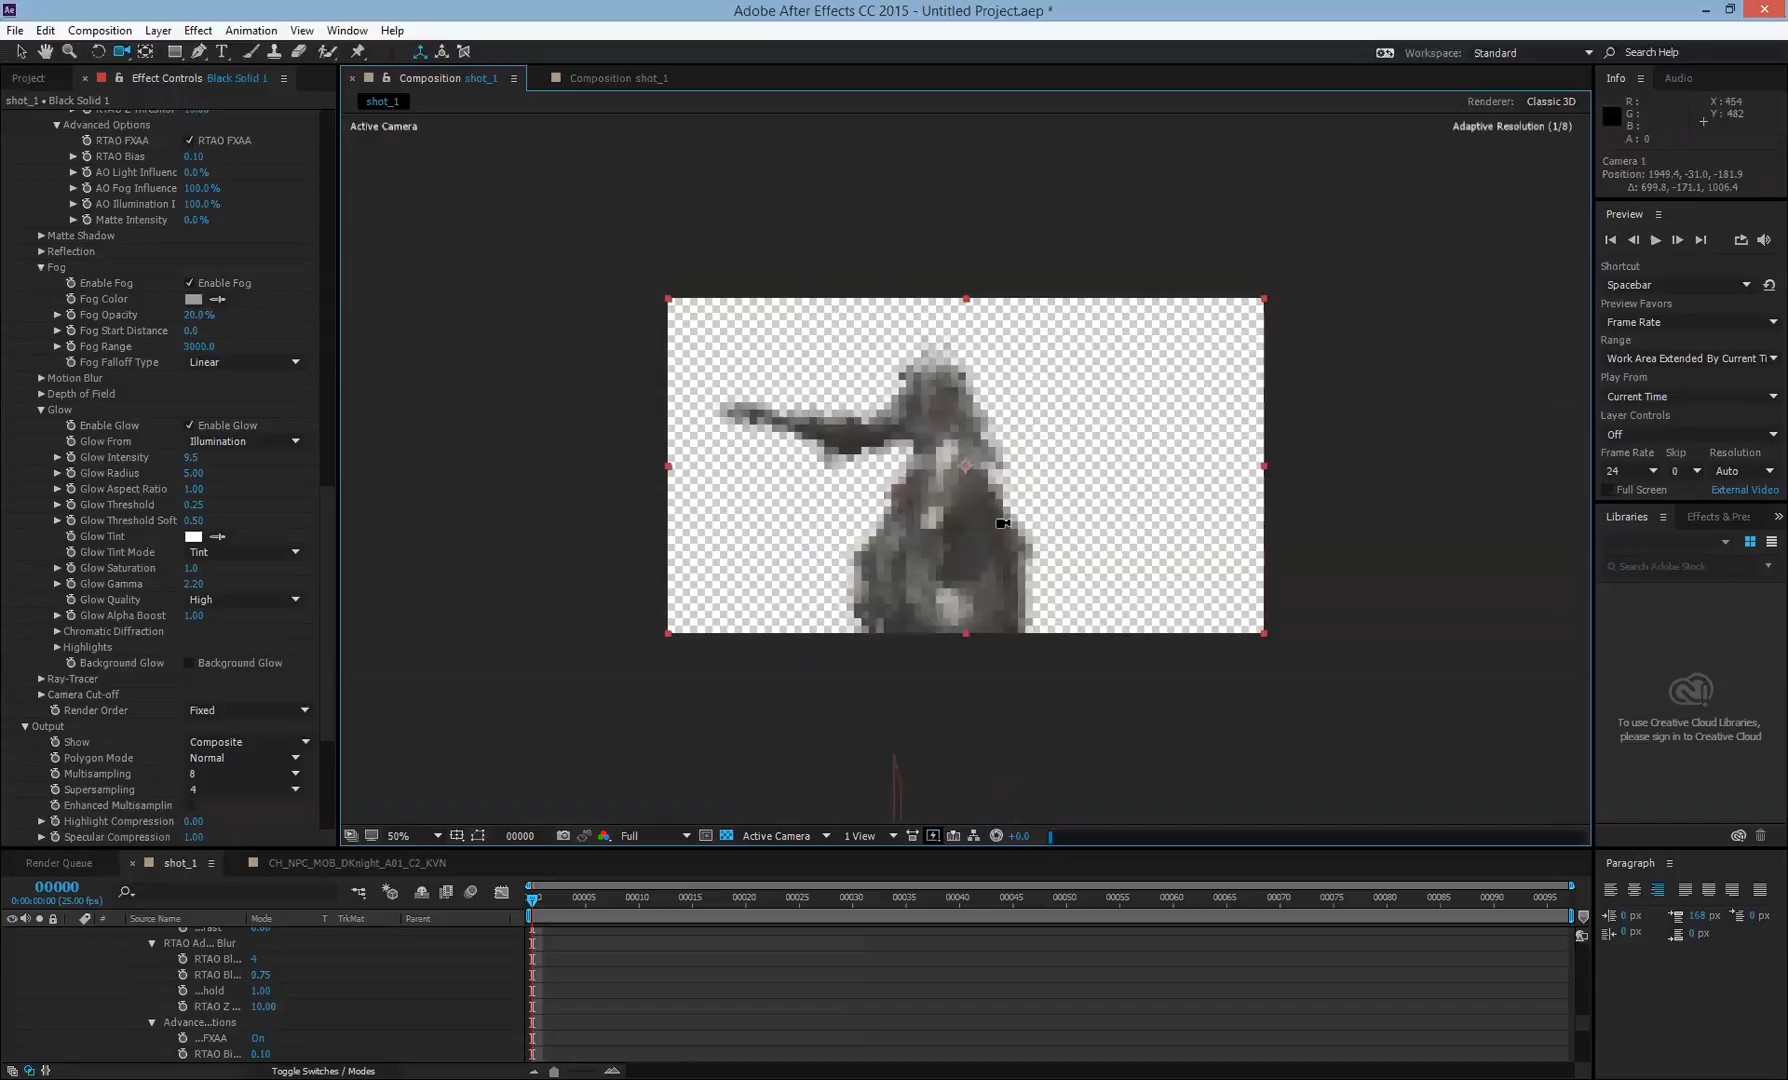 Adobe After Effects CC 2015 - Untitled Project.aep *
File Edit Composition Layer Effect Animation View Window Help
Workspace: Standard Search Help
Project Effect Controls Black Solid 1
Composition shot_1 Composition shot_1
Info Audio
shot_1 • Black Solid 1
shot_1
Renderer: Classic 3D
Active Camera
Adaptive Resolution (1/8)
R :
G :
B :
A : 0
X : 454
Y : 482
Camera 1
Position: 1949.4, -31.0, -181.9
Δ: 699.8, -171.1, 1006.4
Advanced Options
RTAO FXAA RTAO FXAA
RTAO Bias 0.10
AO Light Influenc 0.0%
AO Fog Influence 100.0%
AO Illumination I 100.0%
Matte Intensity 0.0%
Matte Shadow
Reflection
Fog
Enable Fog Enable Fog
Fog Color
Fog Opacity 20.0%
Fog Start Distance 0.0
Fog Range 3000.0
Fog Falloff Type Linear
Motion Blur
Depth of Field
Glow
Enable Glow Enable Glow
Glow From Illumination
Glow Intensity 9.5
Glow Radius 5.00
Glow Aspect Ratio 1.00
Glow Threshold 0.25
Glow Threshold Soft 0.50
Glow Tint
Glow Tint Mode Tint
Glow Saturation 1.0
Glow Gamma 2.20
Glow Quality High
Glow Alpha Boost 1.00
Chromatic Diffraction
Highlights
Background Glow Background Glow
Ray-Tracer
Camera Cut-off
Render Order Fixed
Output
Show Composite
Polygon Mode Normal
Multisampling 8
Supersampling 4
Enhanced Multisamplin
Highlight Compression 0.00
Specular Compression 1.00
Preview
Shortcut
Spacebar
Preview Favors
Frame Rate
Range
Work Area Extended By Current Ti
Play From
Current Time
Layer Controls
Off
Frame Rate Skip Resolution
24 0 Auto
Full Screen External Video
Libraries Effects & Pres
Search Adobe Stock
To use Creative Cloud Libraries,
please sign in to Creative Cloud
50% 00000 Full Active Camera 1 View +0.0
Render Queue shot_1 CH_NPC_MOB_DKnight_A01_C2_KVN
00000
0:00:00:00 (25.00 fps)
00005 00010 00015 00020 00025 00030 00035 00040 00045 00050 00055 00060 00065 00070 00075 00080 00085 00090 00095
# Source Name Mode T TrkMat Parent
RTAO Ad... Blur
RTAO Bl... 4
RTAO Bl... 0.75
...hold 1.00
RTAO Z ... 10.00
Advance...tions
...FXAA On
RTAO Bi... 0.10
Toggle Switches / Modes
Paragraph
0 px 168 px 0 px
0 px 0 px